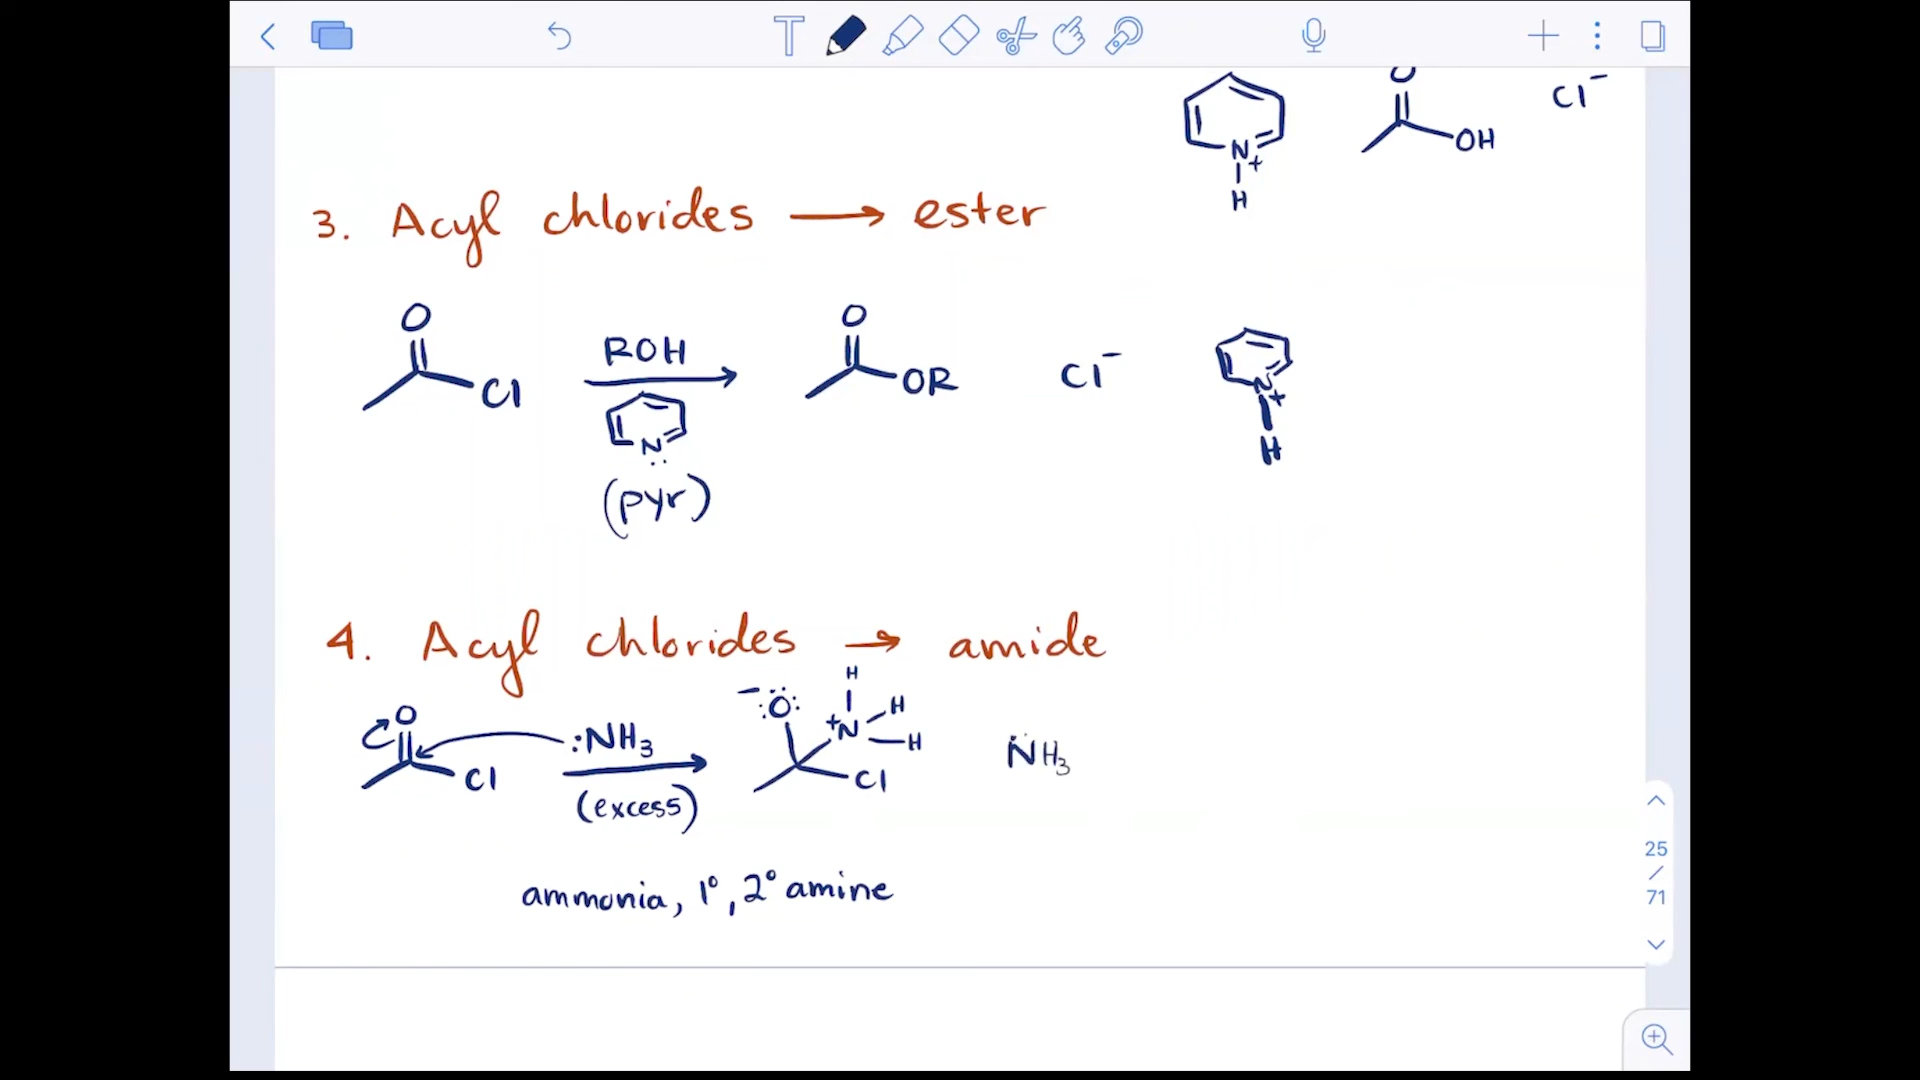 T
O
Cl⁻
OH
N
+
H
3. Acyl chlorides ⟶ ester
O
Cl
ROH
N
(pyr)
O
OR
Cl⁻
N
+
H
4. Acyl chlorides → amide
O
Cl
:NH₃
(excess)
⁻:O:
H
+N
H
H
Cl
NH₃
ammonia, 1°, 2° amine
25
/
71